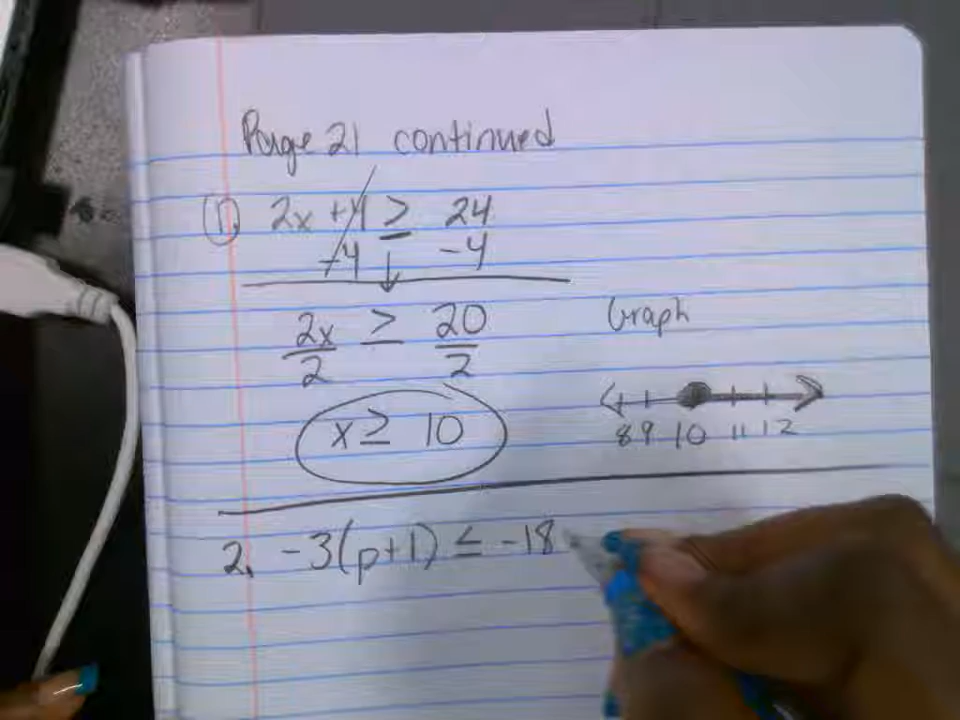 Page 21 continued
1. 2x +4 ≥ 24
-4 ↓ -4
2x ≥ 20
2 2
Graph
x ≥ 10
8 9 10 11 12
2. -3(p+1) ≤ -18